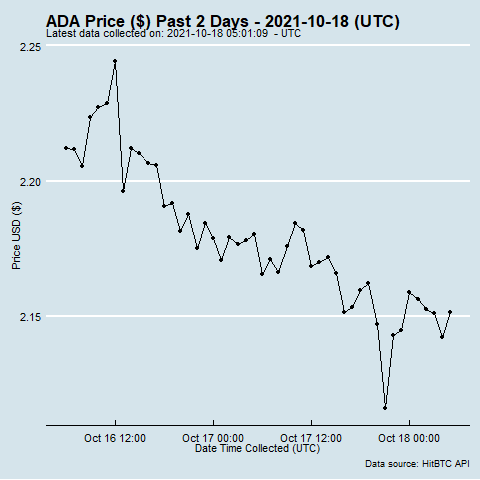 ADA Price ($) Past 2 Days - 2021-10-18 (UTC)
Latest data collected on: 2021-10-18 05:01:09  - UTC
2.25
2.20
2.15
Price USD ($)
Oct 16 12:00
Oct 17 00:00
Oct 17 12:00
Oct 18 00:00
Date Time Collected (UTC)
Data source: HitBTC API